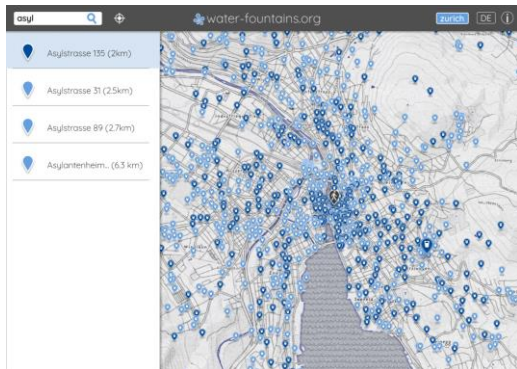 asyl
water-fountains.org
zurich
DE
i
Asylstrasse 135 (2km)
Asylstrasse 31 (2.5km)
Asylstrasse 89 (2.7km)
Asylantenheim... (6.3 km)